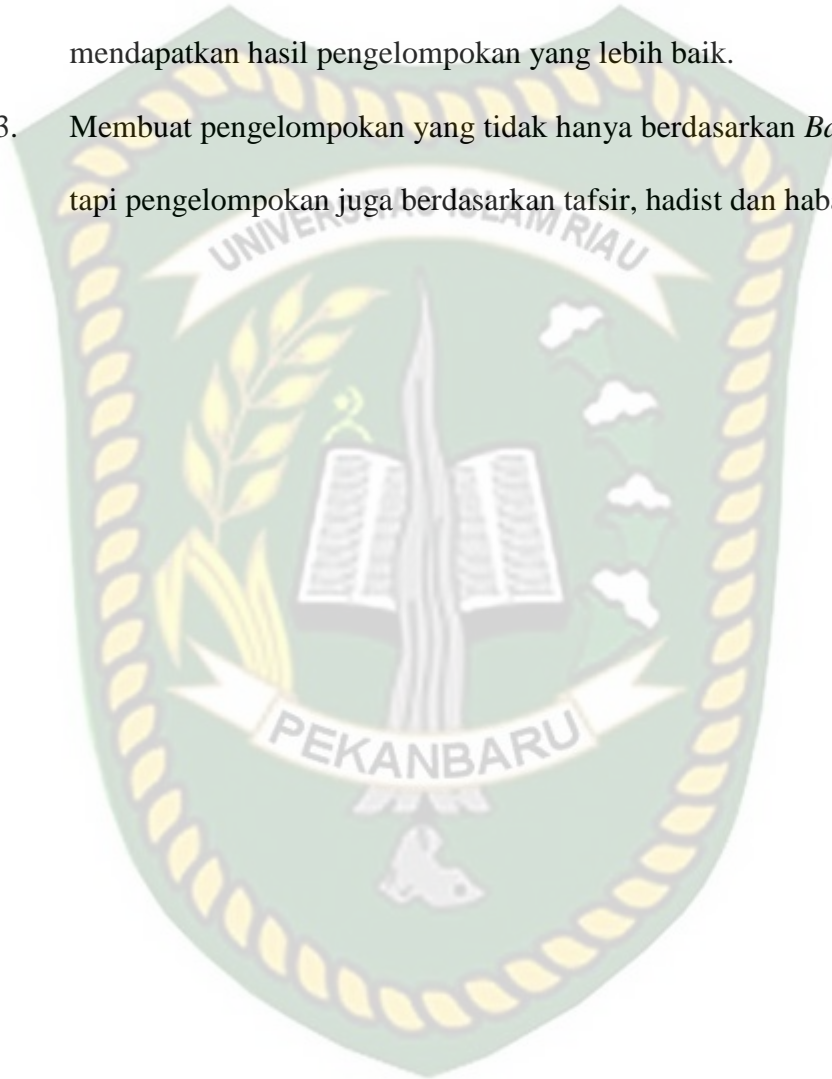 mendapatkan hasil pengelompokan yang lebih baik.
3. Membuat pengelompokan yang tidak hanya berdasarkan
tapi pengelompokan juga berdasarkan tafsir, hadist dan
UNIVERSITAS ISLAM RIAU
PEKANBARU